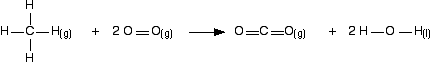 H
H—C—H(g) + 2 O=O(g) → O=C=O(g) + 2 H—O—H(l)
H